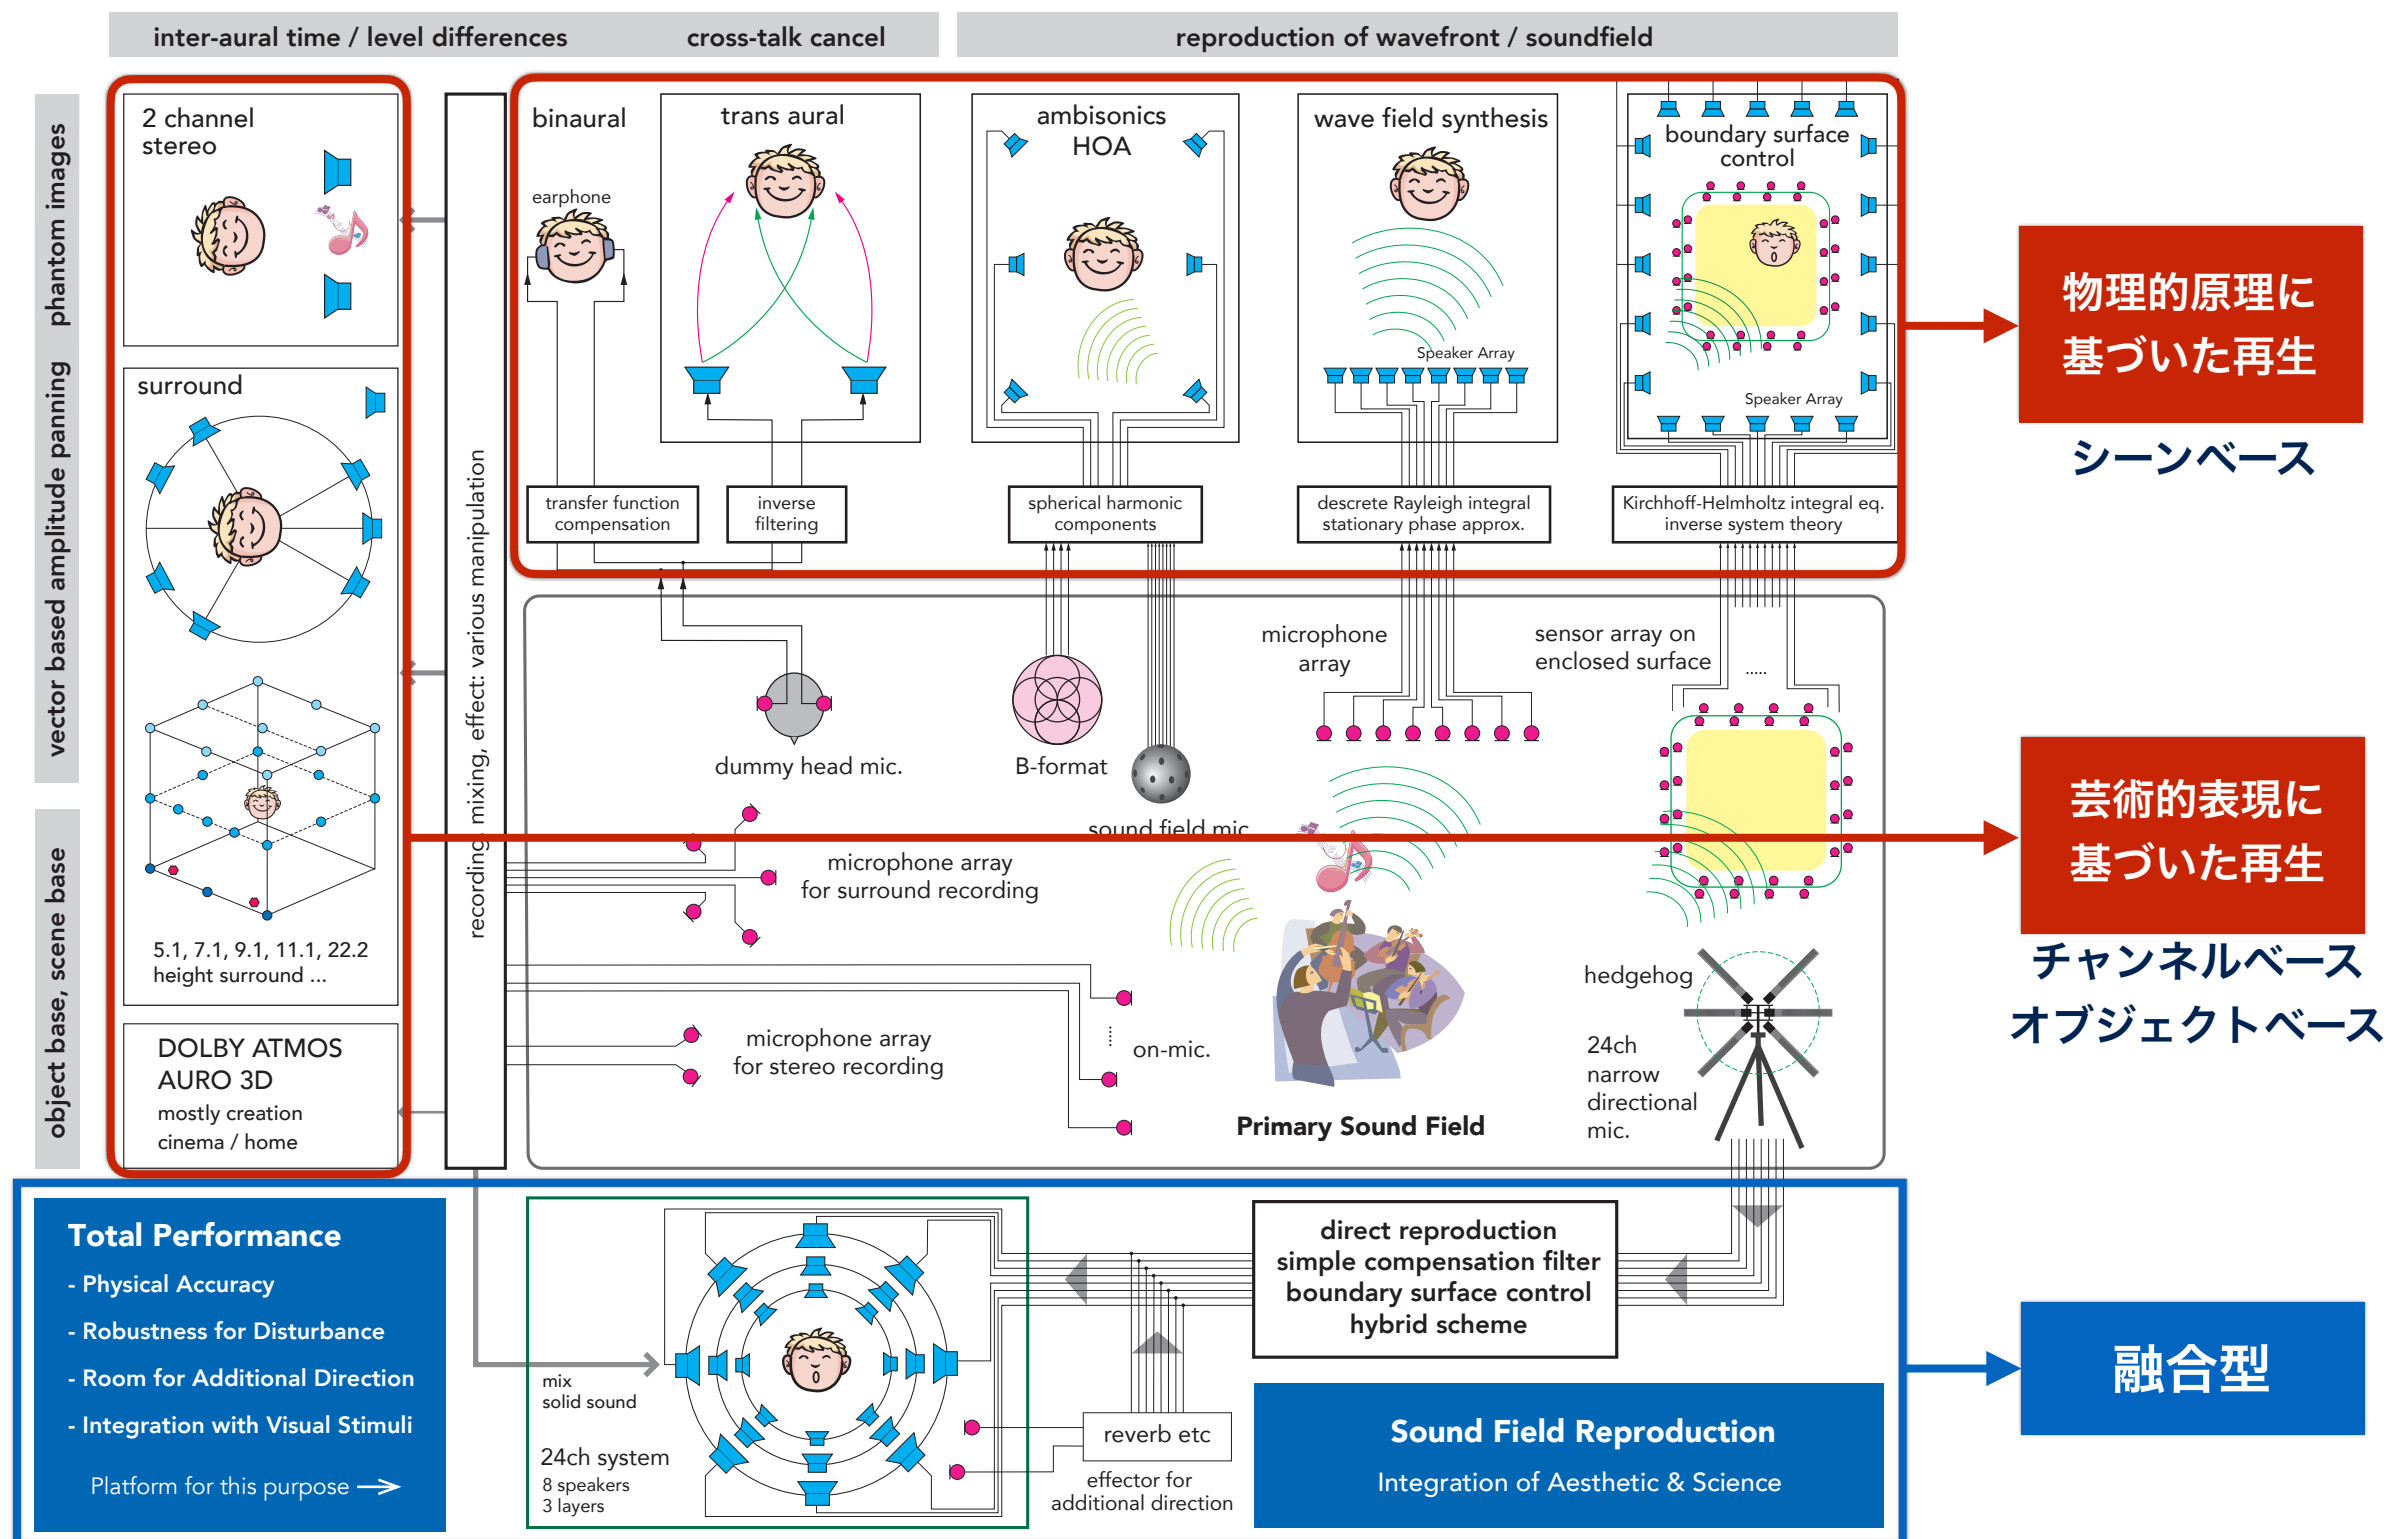 inter-aural time / level differences
cross-talk cancel
reproduction of wavefront / soundfield
phantom images
vector based amplitude panning
object base, scene base
2 channel
stereo
surround
5.1, 7.1, 9.1, 11.1, 22.2
height surround ...
DOLBY ATMOS
AURO 3D
mostly creation
cinema / home
recording, mixing, effect: various manipulation
binaural
earphone
trans aural
ambisonics
HOA
wave field synthesis
Speaker Array
boundary surface
control
Speaker Array
transfer function
compensation
inverse
filtering
spherical harmonic
components
descrete Rayleigh integral
stationary phase approx.
Kirchhoff-Helmholtz integral eq.
inverse system theory
物理的原理に
基づいた再生
シーンベース
dummy head mic.
B-format
sound field mic
microphone
array
sensor array on
enclosed surface
.....
microphone array
for surround recording
microphone array
for stereo recording
on-mic.
Primary Sound Field
hedgehog
24ch
narrow
directional
mic.
芸術的表現に
基づいた再生
チャンネルベース
オブジェクトベース
Total Performance
- Physical Accuracy
- Robustness for Disturbance
- Room for Additional Direction
- Integration with Visual Stimuli
Platform for this purpose
mix
solid sound
24ch system
8 speakers
3 layers
direct reproduction
simple compensation filter
boundary surface control
hybrid scheme
reverb etc
effector for
additional direction
Sound Field Reproduction
Integration of Aesthetic & Science
融合型